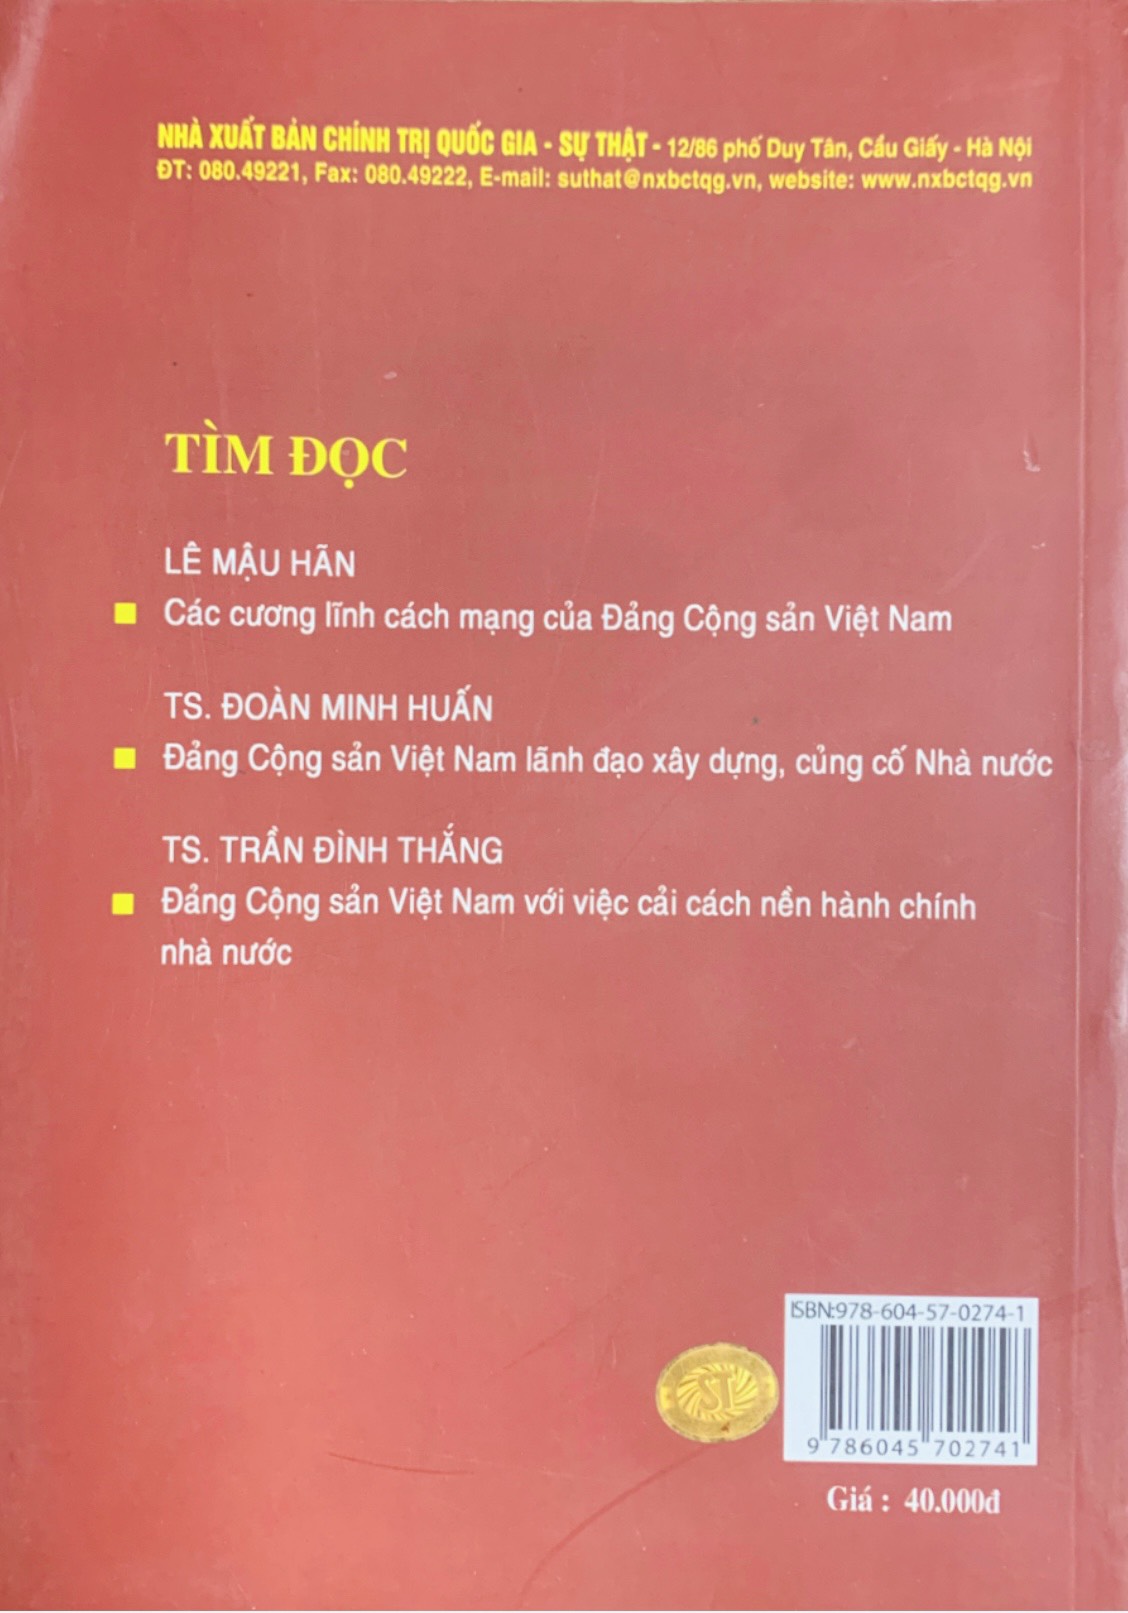 NHÀ XUẤT BẢN CHÍNH TRỊ QUỐC GIA - SỰ THẬT - 12/86 phố Duy Tân, Cầu Giấy - Hà Nội
ĐT: 080.49221, Fax: 080.49222, E-mail: suthat@nxbctqg.vn, website: www.nxbctqg.vn
TÌM ĐỌC
LÊ MẬU HÃN
Các cương lĩnh cách mạng của Đảng Cộng sản Việt Nam
TS. ĐOÀN MINH HUẤN
Đảng Cộng sản Việt Nam lãnh đạo xây dựng, củng cố Nhà nước
TS. TRẦN ĐÌNH THẮNG
Đảng Cộng sản Việt Nam với việc cải cách nền hành chính
nhà nước
ISBN:978-604-57-0274-1
ST
9 786045 702741
Giá : 40.000đ